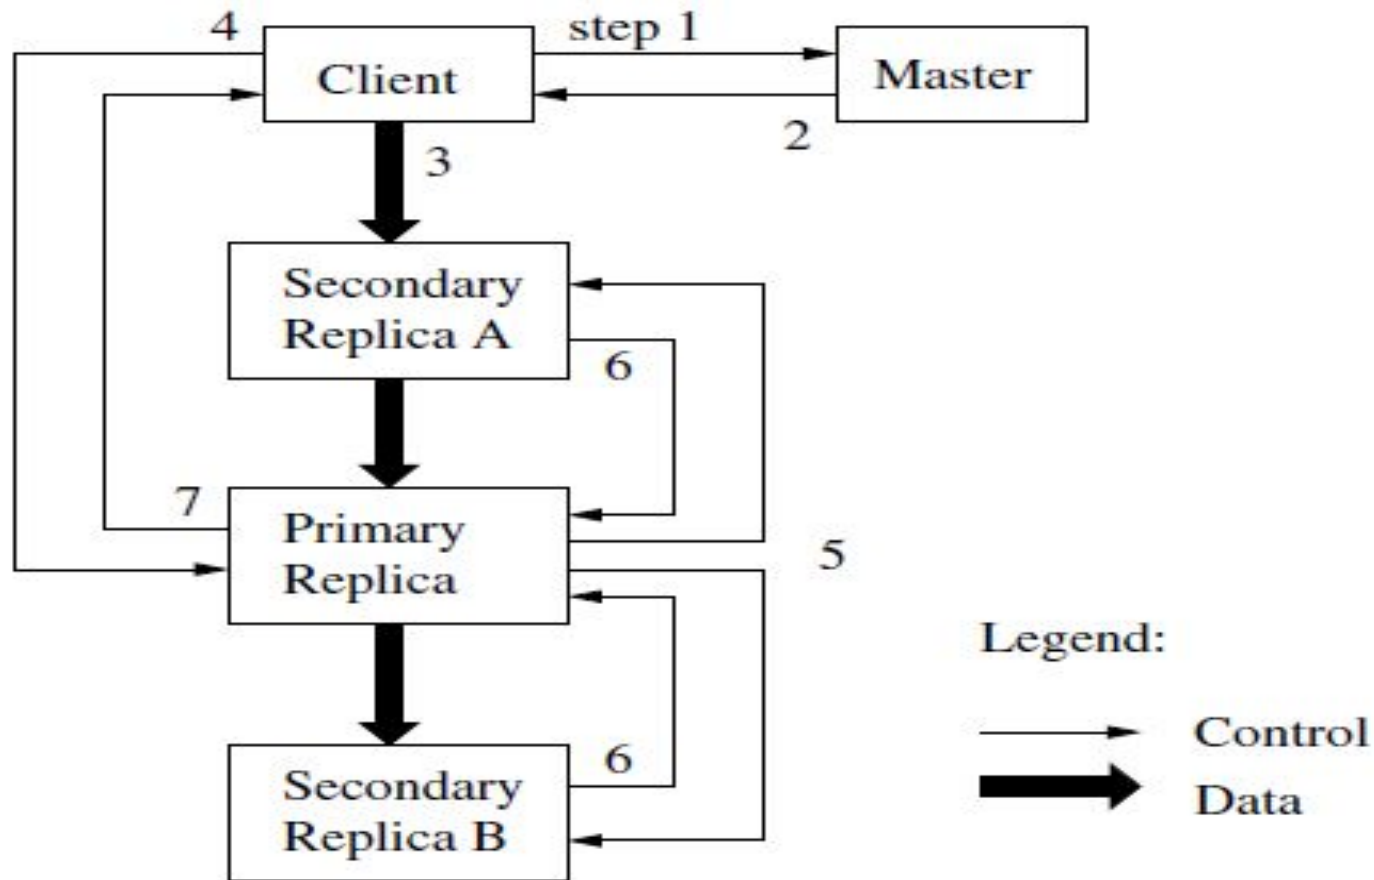 4
step 1
Client
Master
2
3
Secondary
Replica A
6
7
Primary
Replica
5
Legend:
Control
6
Secondary
Replica B
Data